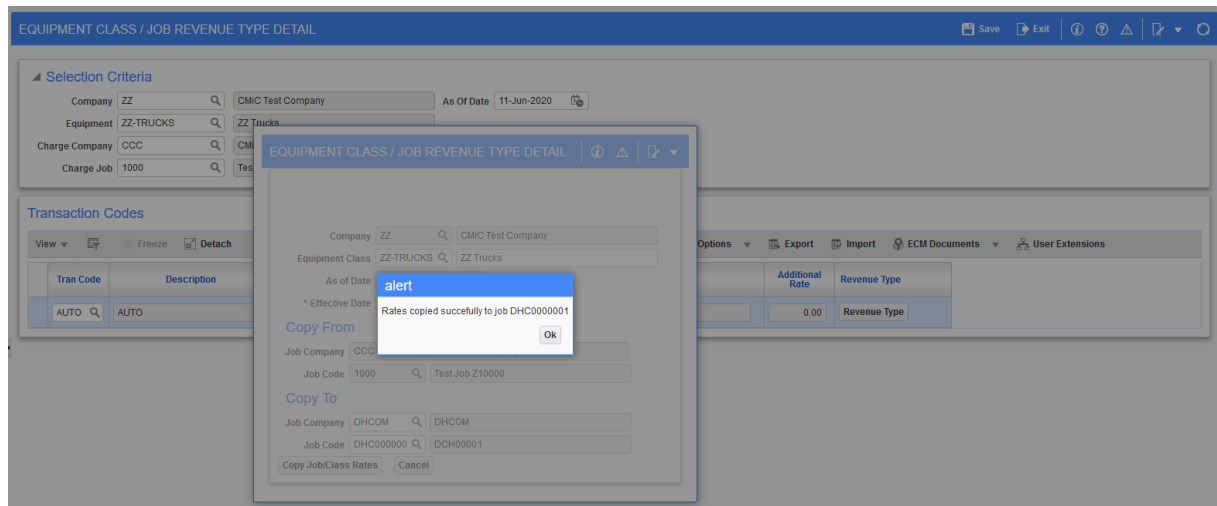 EQUIPMENT CLASS / JOB REVENUE TYPE DETAIL Save Exit
Selection Criteria
Company ZZ CMiC Test Company As Of Date 11-Jun-2020
Equipment ZZ-TRUCKS ZZ Trucks
Charge Company CCC
Charge Job 1000
Transaction Codes
View Freeze Detach Options Export Import ECM Documents User Extensions
Tran Code Description Additional Rate Revenue Type
AUTO AUTO 0.00 Revenue Type
EQUIPMENT CLASS / JOB REVENUE TYPE DETAIL
Company ZZ CMiC Test Company
Equipment Class ZZ-TRUCKS ZZ Trucks
As of Date
* Effective Date
alert
Rates copied succefully to job DHC0000001
Ok
Copy From
Job Company CCC
Job Code 1000 Test Job Z10000
Copy To
Job Company DHCOM DHCOM
Job Code DHC000000 DCH00001
Copy Job/Class Rates Cancel